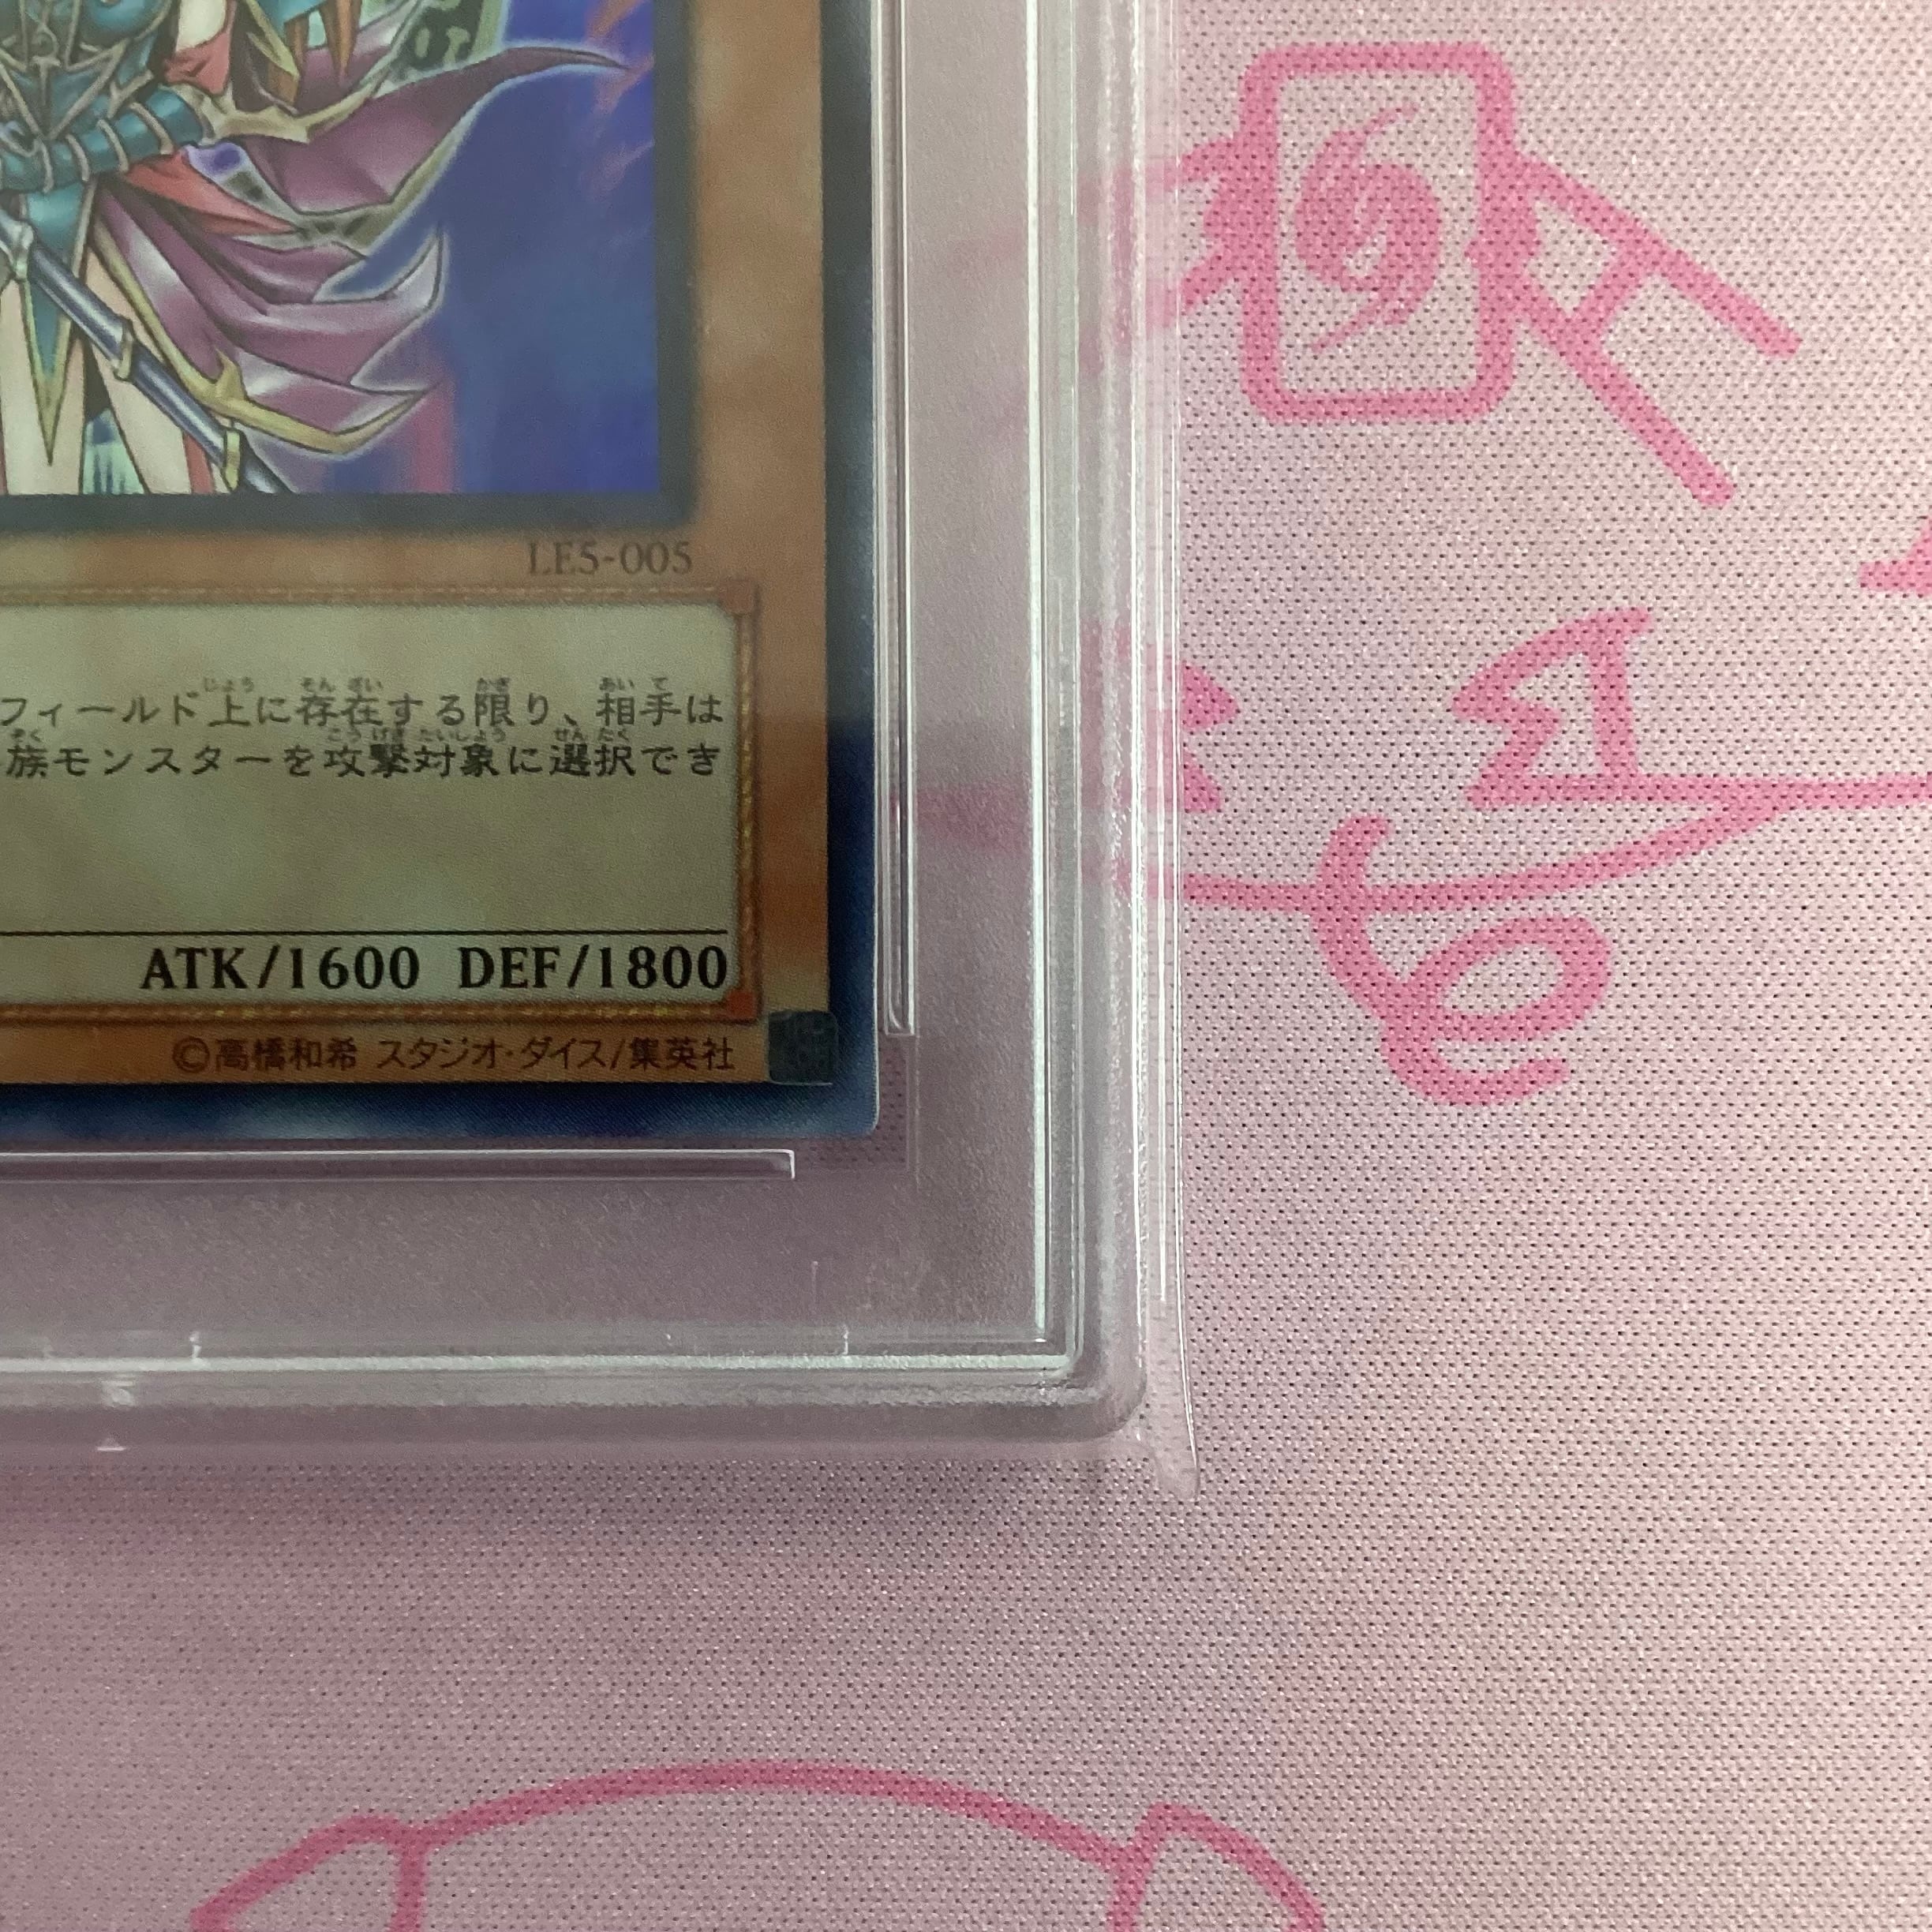 LE5-005
フィールド上に存在する限り、相手は
族モンスターを攻撃対象に選択でき
ATK/1600 DEF/1800
©高橋和希 スタジオ・ダイス/集英社